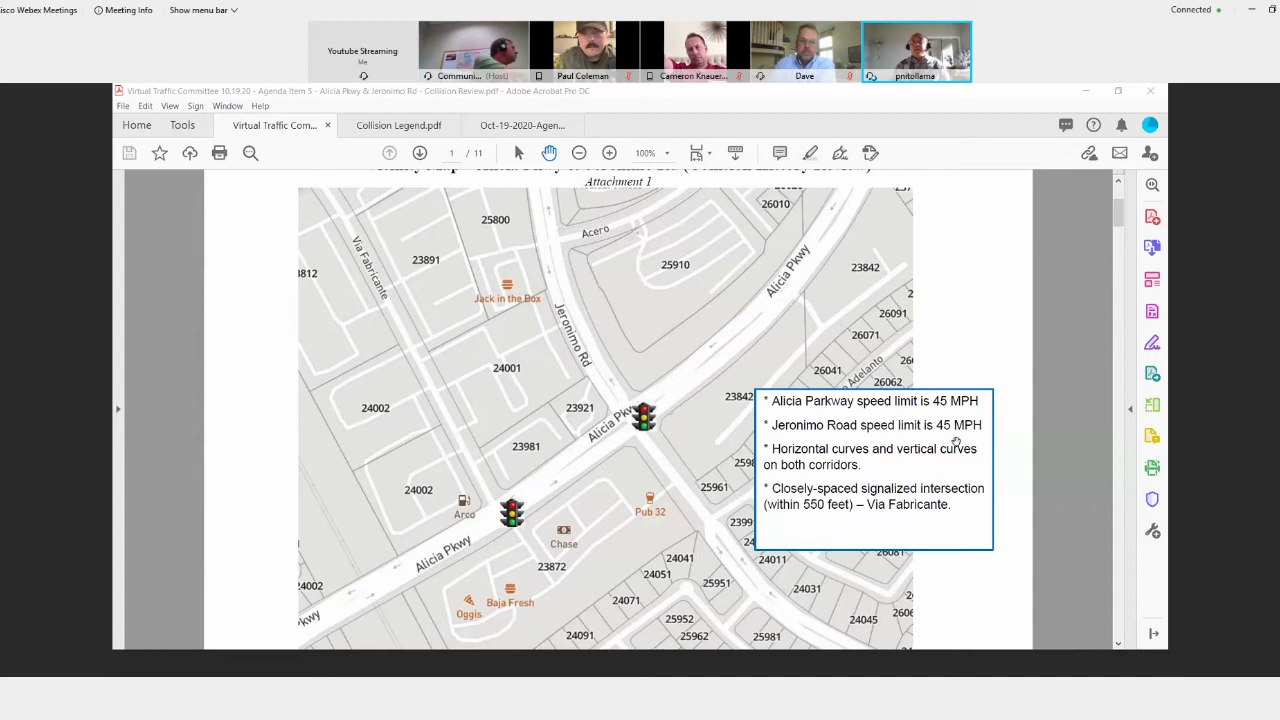 isco Webex Meetings
Meeting Info
Show menu bar
Connected
Youtube Streaming
Me
Communi... (Host)
Paul Coleman
Cameron Knauer...
Dave
pnitollama
Virtual Traffic Committee 10.19.20 - Agenda Item 5 - Alicia Pkwy & Jeronimo Rd - Collision Review.pdf - Adobe Acrobat Pro DC
File Edit View Sign Window Help
Home Tools
Virtual Traffic Com... ×
Collision Legend.pdf
Oct-19-2020-Agen...
1 / 11
100%
Attachment 1
26010
25800
Acero
Via Fabricante
23891
25910
Alicia Pkwy
23842
3812
Jack in the Box
26091
Jeronimo Rd
26071
24001
26041
Adelanto
26062
24002
23921
Alicia Pkw
23842
* Alicia Parkway speed limit is 45 MPH
* Jeronimo Road speed limit is 45 MPH
* Horizontal curves and vertical curves
on both corridors.
* Closely-spaced signalized intersection
(within 550 feet) – Via Fabricante.
23981
2598
24002
25961
Arco
Pub 32
2399
Chase
Alicia Pkwy
23872
24041
24011
26081
24002
24051
25951
24031
Oggis
Baja Fresh
24071
kwy
25952
24045
2606
24091
25962
25981